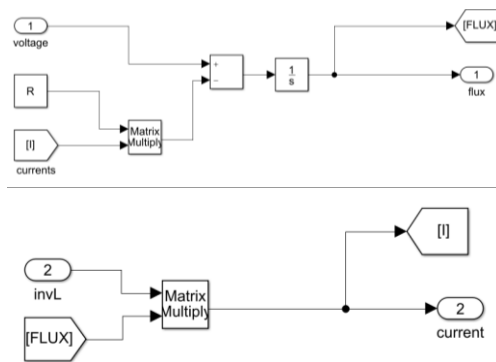 1
voltage
R
[I]
currents
Matrix
Multiply
+
−
1
s
[FLUX]
1
flux
2
invL
[FLUX]
Matrix
Multiply
[I]
2
current